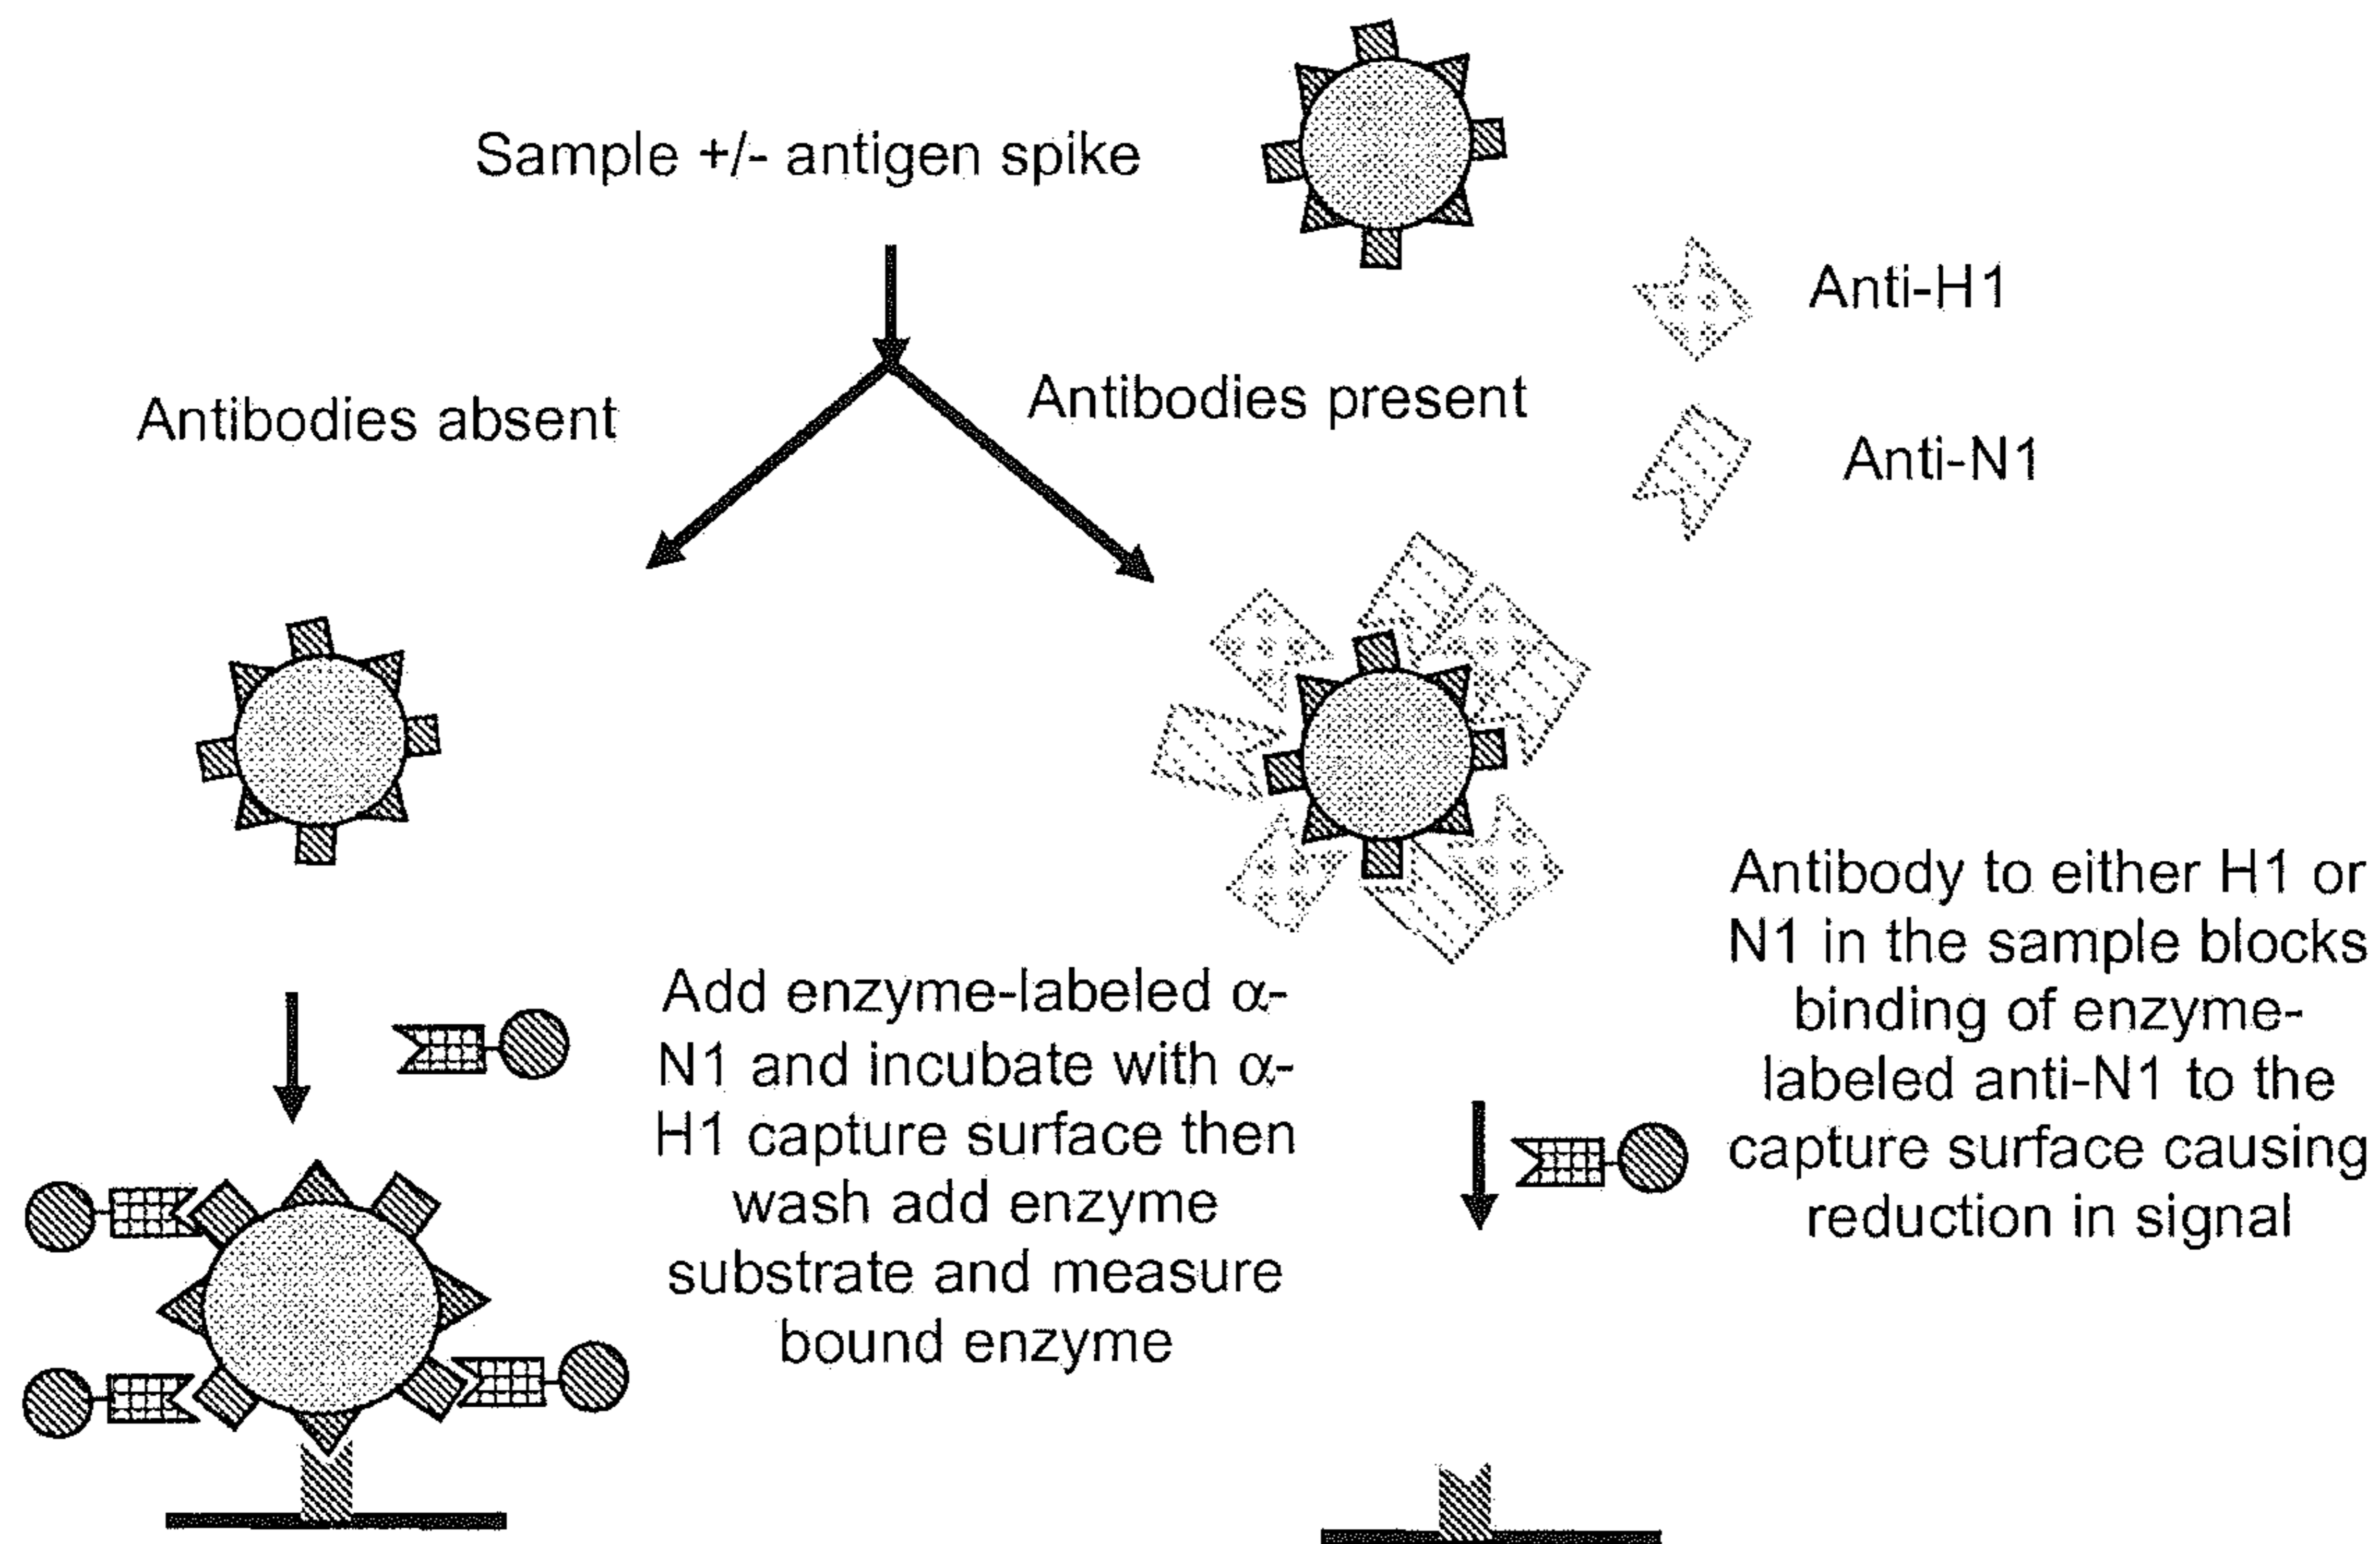 Sample +/- antigen spike
Anti-H1
Antibodies absent
Antibodies present
Anti-N1
Add enzyme-labeled α-
N1 and incubate with α-
H1 capture surface then
wash add enzyme
substrate and measure
bound enzyme
Antibody to either H1 or
N1 in the sample blocks
binding of enzyme-
labeled anti-N1 to the
capture surface causing
reduction in signal